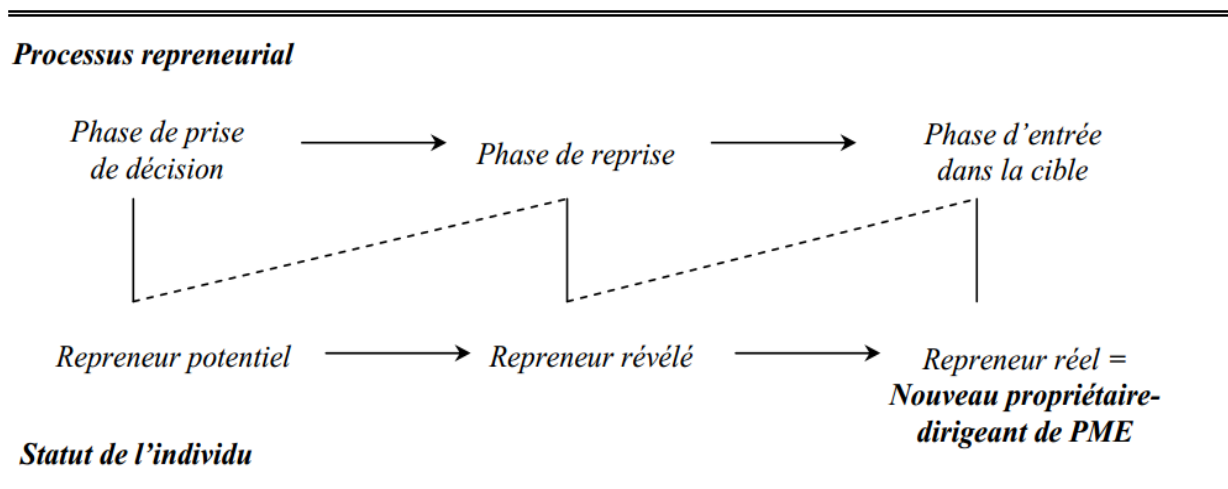 Processus repreneurial
Phase de prise
de décision
Phase de reprise
Phase d’entrée
dans la cible
Repreneur potentiel
Repreneur révélé
Repreneur réel =
Nouveau propriétaire-
dirigeant de PME
Statut de l’individu